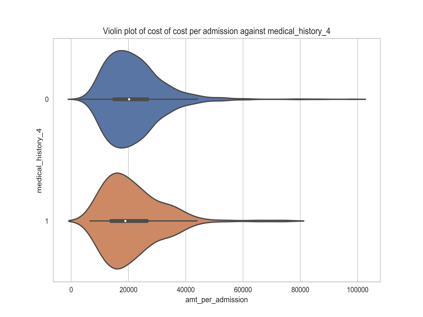 Violin plot of cost of cost per admission against medical_history_4
medical_history_4
0
1
0 20000 40000 60000 80000 100000
amt_per_admission